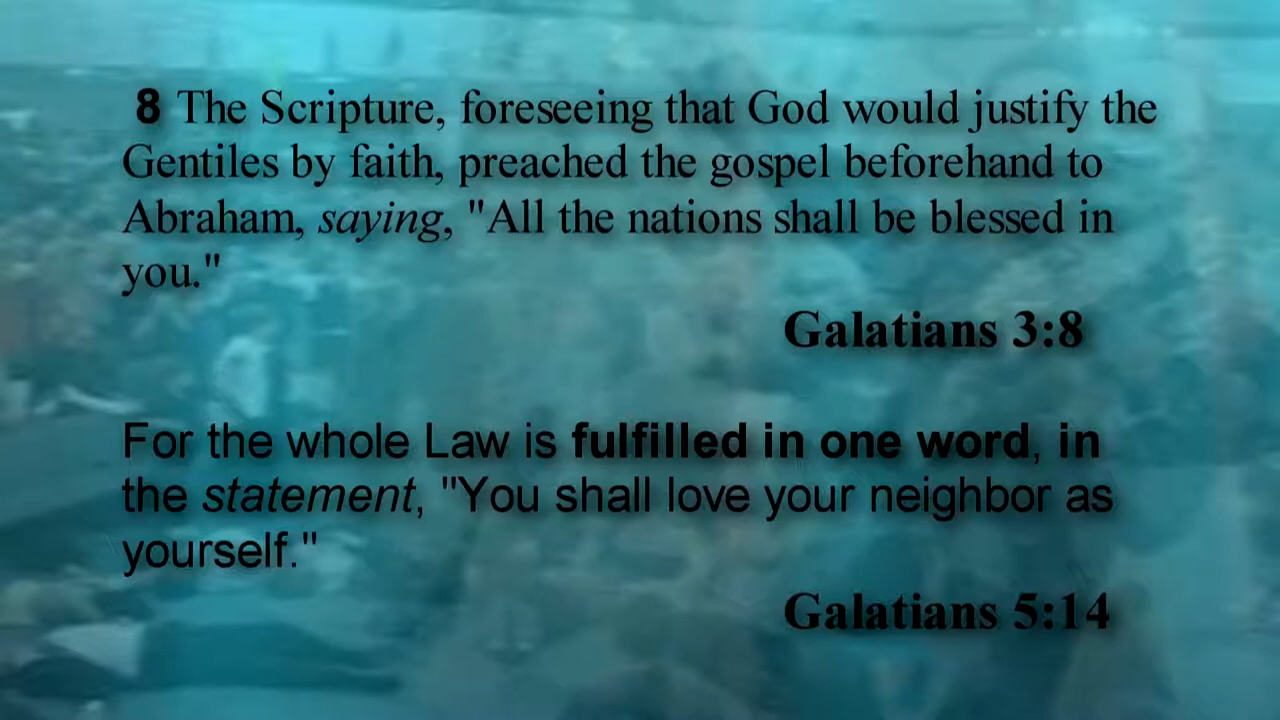 8 The Scripture, foreseeing that God would justify the
Gentiles by faith, preached the gospel beforehand to
Abraham, saying, "All the nations shall be blessed in
you."
Galatians 3:8
For the whole Law is fulfilled in one word, in
the statement, "You shall love your neighbor as
yourself."
Galatians 5:14